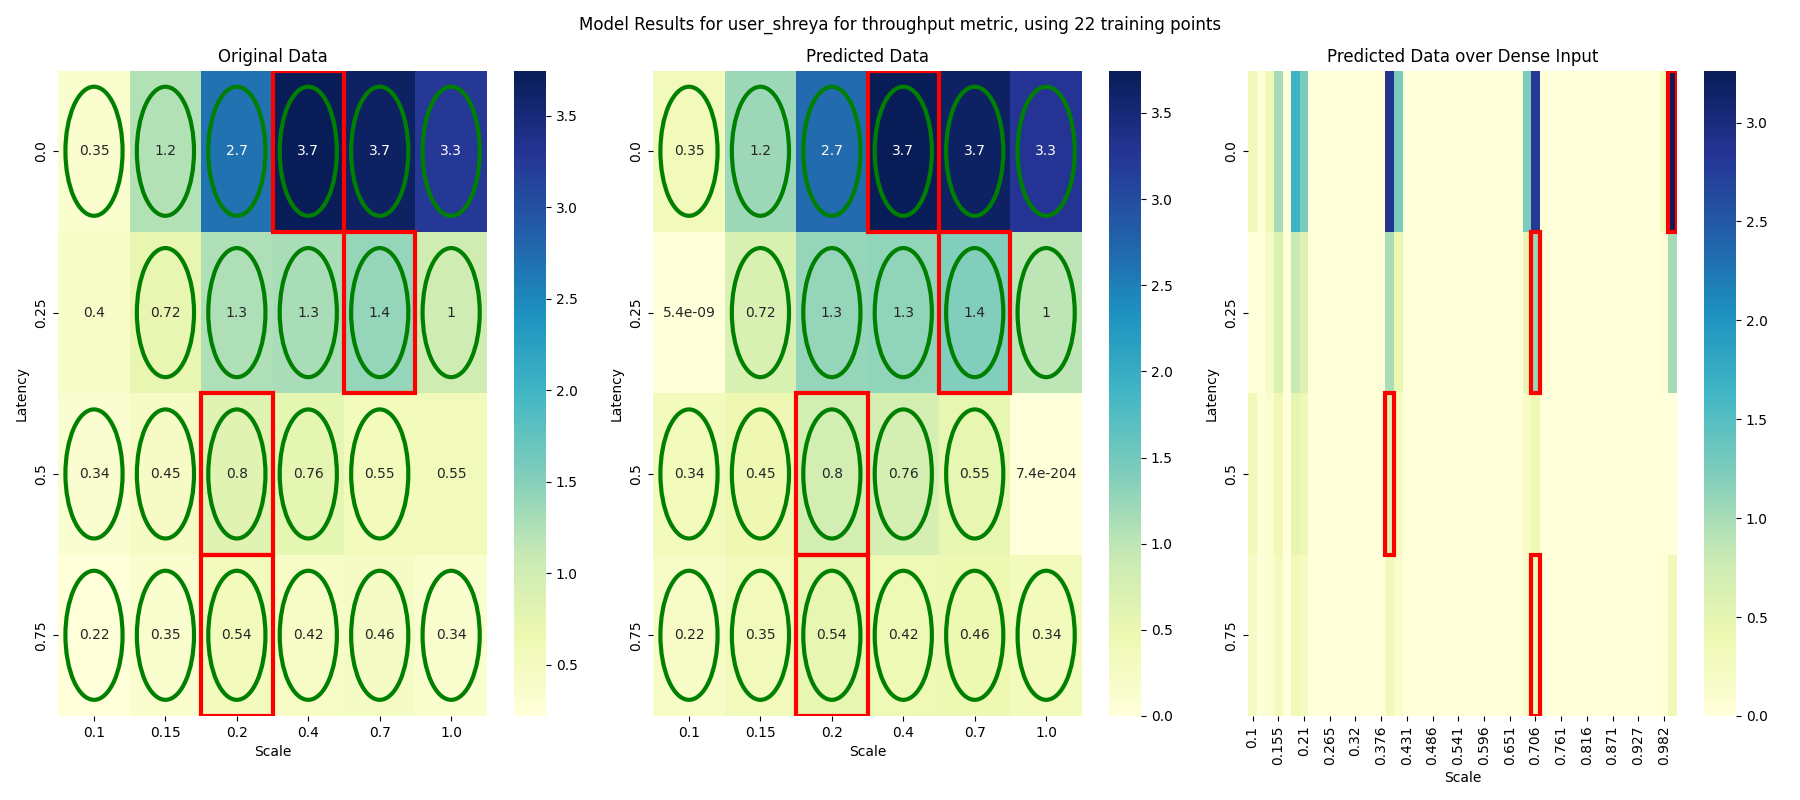 Model Results for user_shreya for throughput metric, using 22 training points
Original Data
0.35 1.2 2.7 3.7 3.7 3.3
0.4 0.72 1.3 1.3 1.4 1
0.34 0.45 0.8 0.76 0.55 0.55
0.22 0.35 0.54 0.42 0.46 0.34
0.0
0.25
0.5
0.75
Latency
0.1 0.15 0.2 0.4 0.7 1.0
Scale
3.5
3.0
2.5
2.0
1.5
1.0
0.5
Predicted Data
0.35 1.2 2.7 3.7 3.7 3.3
5.4e-09 0.72 1.3 1.3 1.4 1
0.34 0.45 0.8 0.76 0.55 7.4e-204
0.22 0.35 0.54 0.42 0.46 0.34
0.0
0.25
0.5
0.75
Latency
0.1 0.15 0.2 0.4 0.7 1.0
Scale
3.5
3.0
2.5
2.0
1.5
1.0
0.5
0.0
Predicted Data over Dense Input
0.0
0.25
0.5
0.75
Latency
0.1 0.155 0.21 0.265 0.32 0.376 0.431 0.486 0.541 0.596 0.651 0.706 0.761 0.816 0.871 0.927 0.982
Scale
3.0
2.5
2.0
1.5
1.0
0.5
0.0